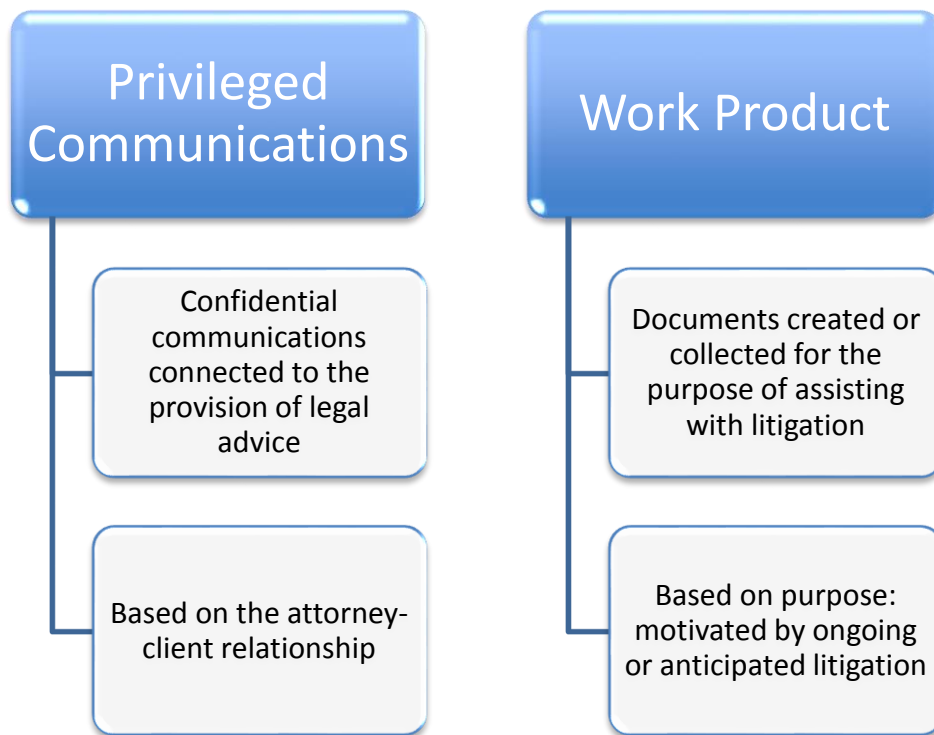 Privileged
Communications
Confidential
communications
connected to the
provision of legal
advice
Based on the attorney-
client relationship
Work Product
Documents created or
collected for the
purpose of assisting
with litigation
Based on purpose:
motivated by ongoing
or anticipated litigation